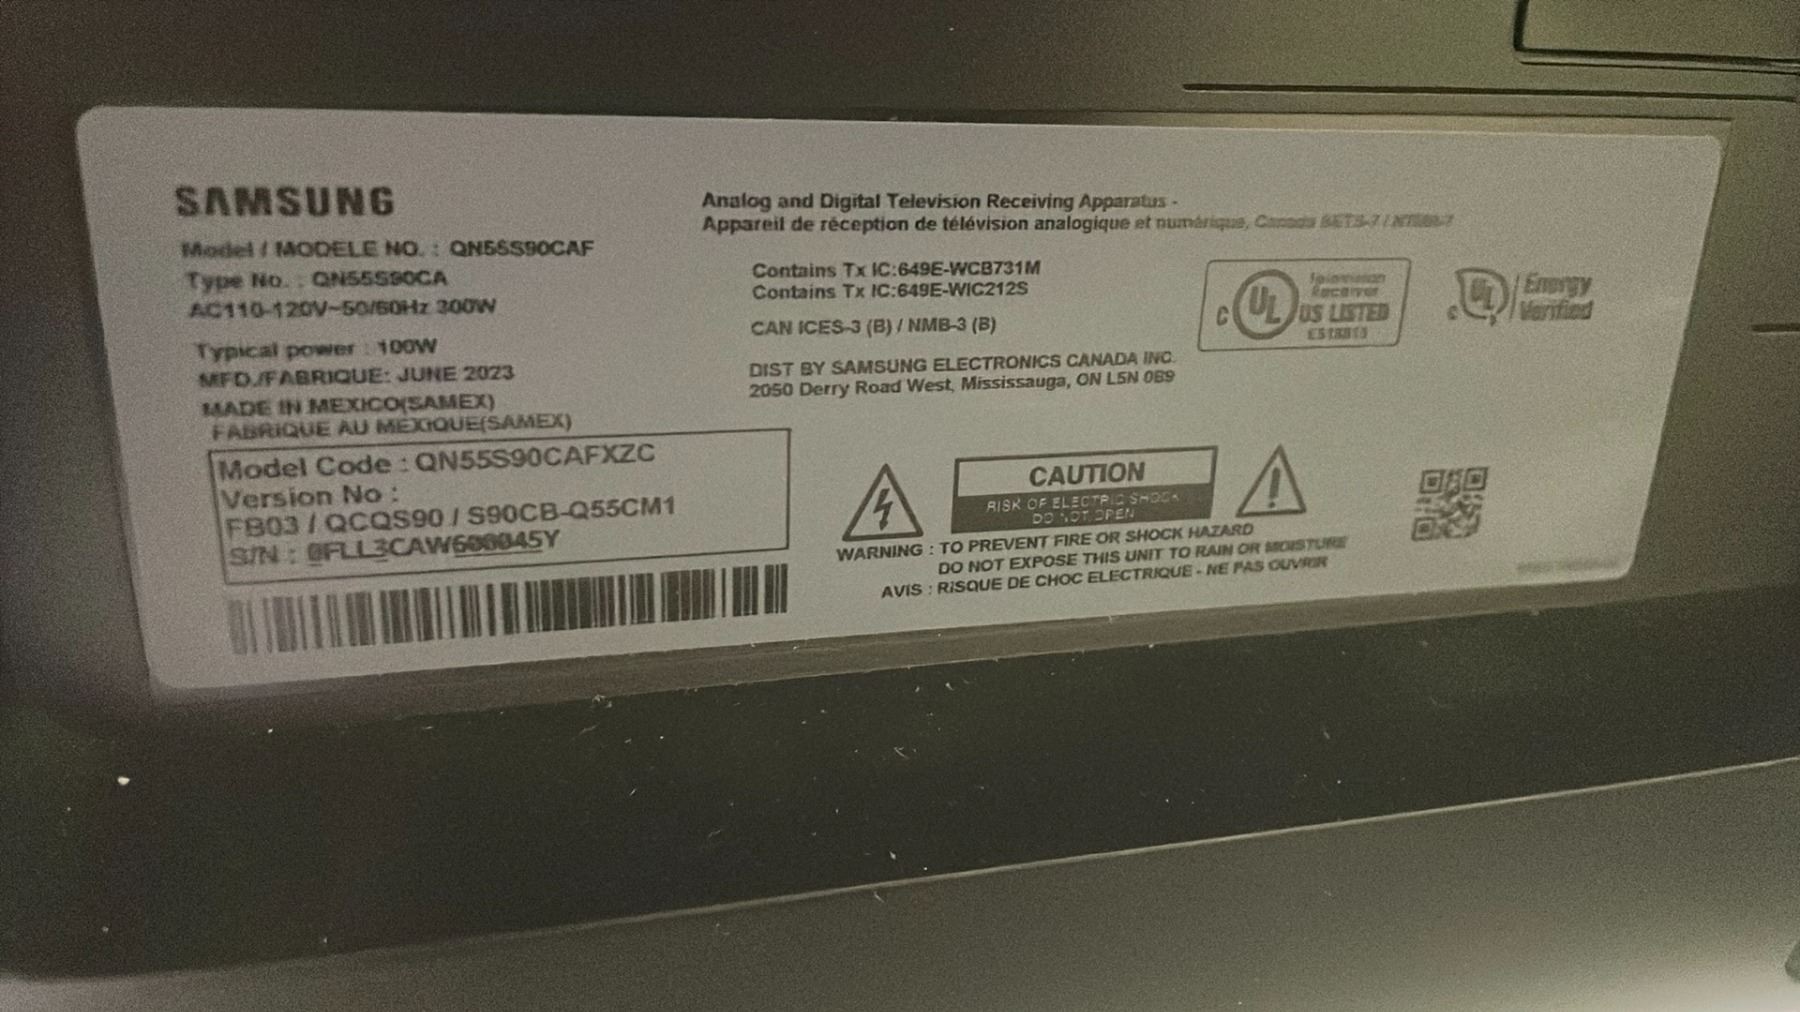 SAMSUNG
Model / MODELE NO. : QN55S90CAF
Type No. : QN55S90CA
AC110-120V~50/60Hz 300W
Typical power : 100W
MFD./FABRIQUE: JUNE 2023
MADE IN MEXICO(SAMEX)
FABRIQUE AU MEXIQUE(SAMEX)
Model Code : QN55S90CAFXZC
Version No :
FB03 / QCQS90 / S90CB-Q55CM1
S/N :
Analog and Digital Television Receiving Apparatus -
Appareil de réception de télévision analogique et numérique, Canada
Contains Tx IC:649E-WCB731M
Contains Tx IC:649E-WIC212S
CAN ICES-3 (B) / NMB-3 (B)
DIST BY SAMSUNG ELECTRONICS CANADA INC.
2050 Derry Road West, Mississauga, ON L5N 0B9
Television
Receiver
c UL US LISTED
c UL Energy
Verified
CAUTION
RISK OF ELECTRIC SHOCK
DO NOT OPEN
WARNING : TO PREVENT FIRE OR SHOCK HAZARD
DO NOT EXPOSE THIS UNIT TO RAIN OR MOISTURE
AVIS : RISQUE DE CHOC ELECTRIQUE - NE PAS OUVRIR